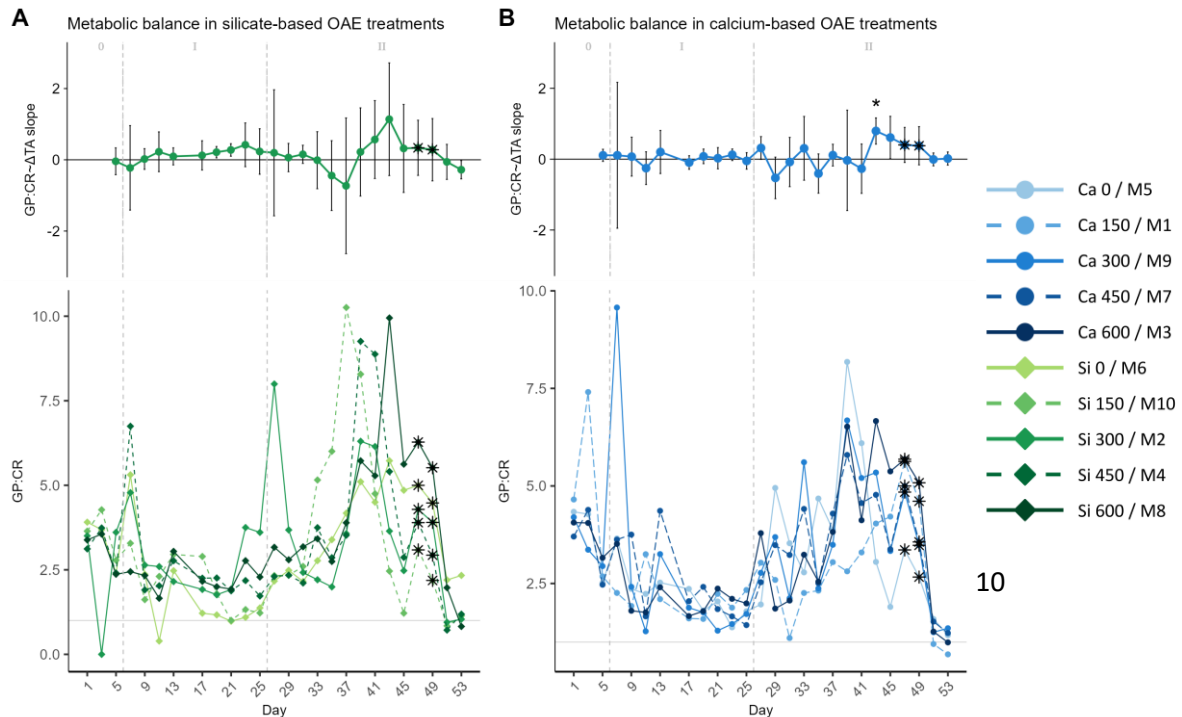 A
Metabolic balance in silicate-based OAE treatments
0 I II
GP:CR~ΔTA slope
2
0
-2
GP:CR
10.0
7.5
5.0
2.5
0.0
1 5 9 13 17 21 25 29 33 37 41 45 49 53
Day
B
Metabolic balance in calcium-based OAE treatments
0 I II
*
GP:CR~ΔTA slope
2
0
-2
GP:CR
10.0
7.5
5.0
2.5
1 5 9 13 17 21 25 29 33 37 41 45 49 53
Day
Ca 0 / M5
Ca 150 / M1
Ca 300 / M9
Ca 450 / M7
Ca 600 / M3
Si 0 / M6
Si 150 / M10
Si 300 / M2
Si 450 / M4
Si 600 / M8
10